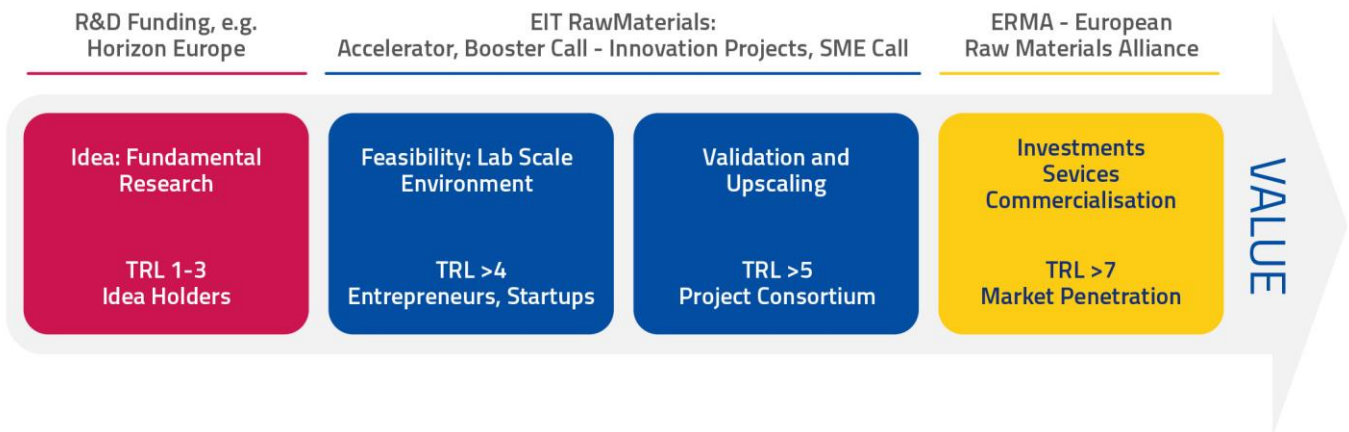 R&D Funding, e.g.
Horizon Europe
EIT RawMaterials:
Accelerator, Booster Call - Innovation Projects, SME Call
ERMA - European
Raw Materials Alliance
Idea: Fundamental
Research
TRL 1-3
Idea Holders
Feasibility: Lab Scale
Environment
TRL >4
Entrepreneurs, Startups
Validation and
Upscaling
TRL >5
Project Consortium
Investments
Sevices
Commercialisation
TRL >7
Market Penetration
VALUE